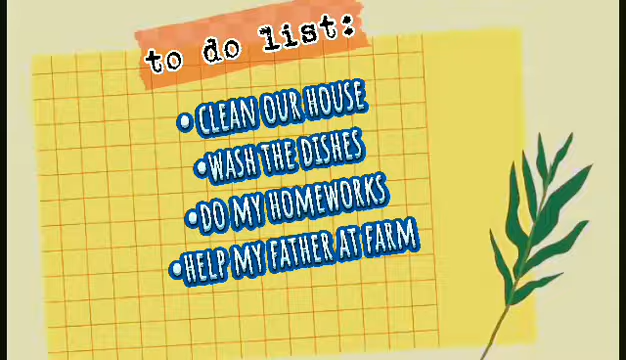 to do list:
• CLEAN OUR HOUSE
•WASH THE DISHES
•DO MY HOMEWORKS
•HELP MY FATHER AT FARM